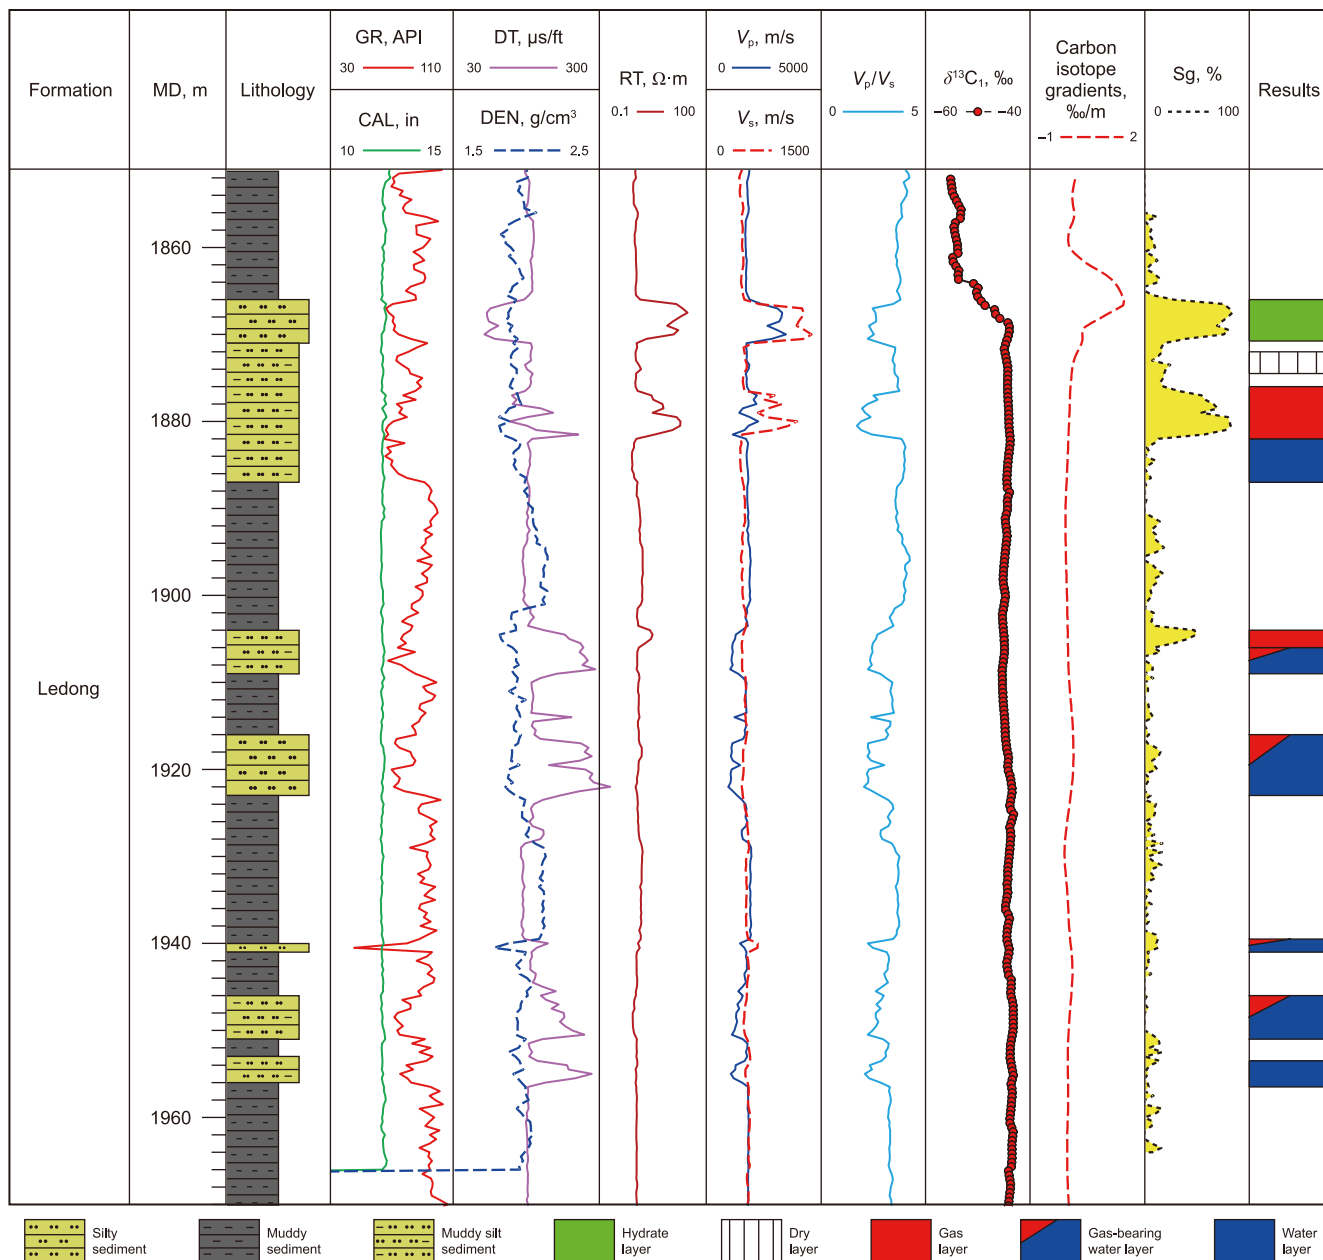 Formation
MD, m
Lithology
GR, API
30 110
CAL, in
10 15
DT, μs/ft
30 300
DEN, g/cm³
1.5 2.5
RT, Ω·m
0.1 100
Vp, m/s
0 5000
Vs, m/s
0 1500
Vp/Vs
0 5
δ¹³C₁, ‰
−60 −40
Carbon
isotope
gradients,
‰/m
−1 2
Sg, %
0 100
Results
Ledong
1860
1880
1900
1920
1940
1960
Silty
sediment
Muddy
sediment
Muddy silt
sediment
Hydrate
layer
Dry
layer
Gas
layer
Gas-bearing
water layer
Water
layer